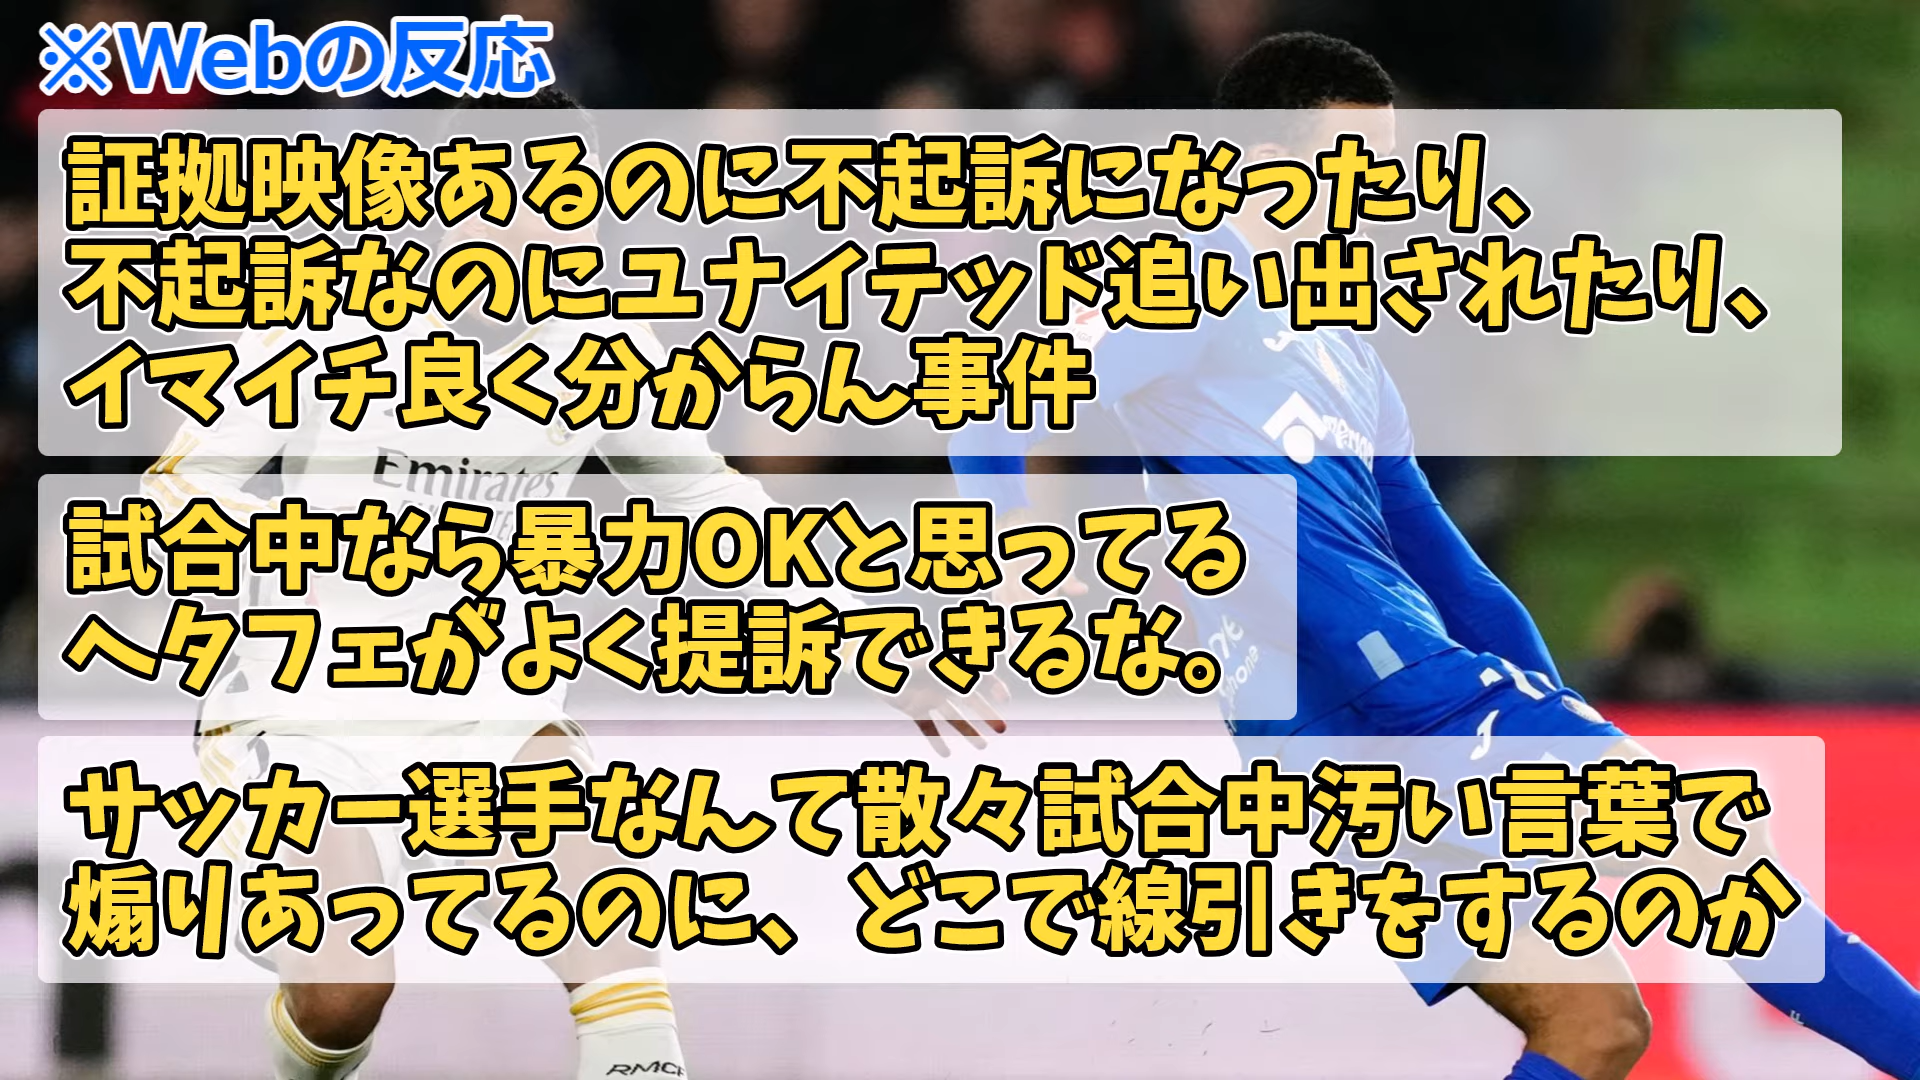 ※Webの反応
証拠映像あるのに不起訴になったり、
不起訴なのにユナイテッド追い出されたり、
イマイチ良く分からん事件
Emirates
試合中なら暴力OKと思ってる
ヘタフェがよく提訴できるな。
サッカー選手なんて散々試合中汚い言葉で
煽りあってるのに、どこで線引きをするのか
RMCF